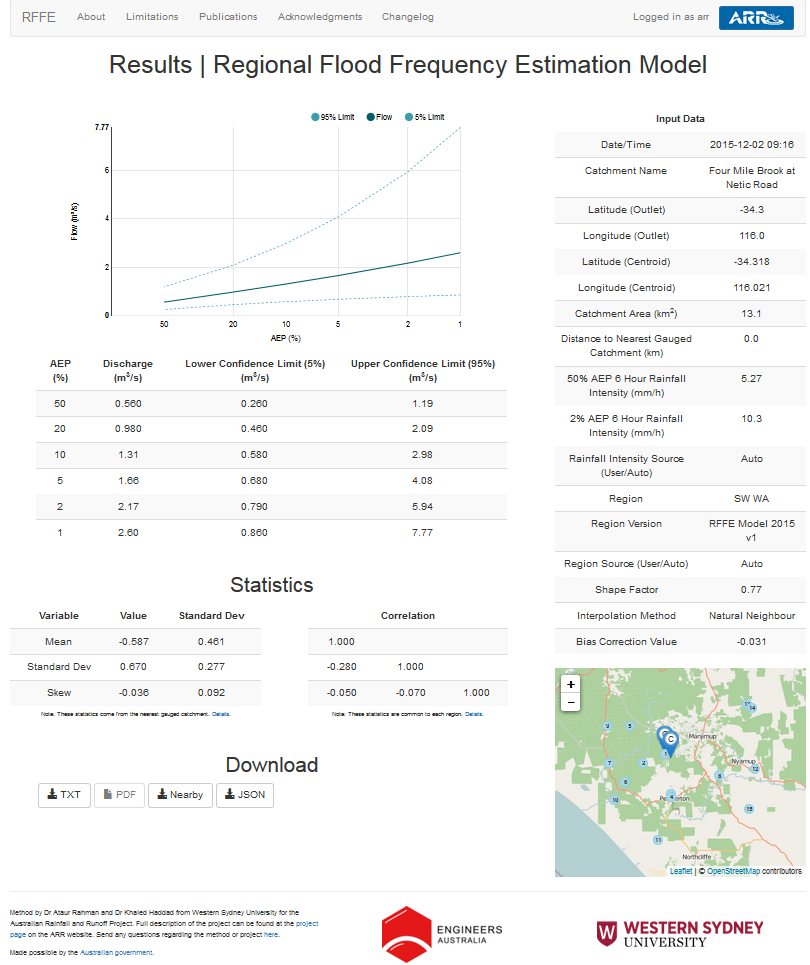 RFFE About Limitations Publications Acknowledgments Changelog Logged in as arr ARR
Results | Regional Flood Frequency Estimation Model
95% Limit Flow 5% Limit
7.77
6
4
2
0
Flow (m³/s)
50 20 10 5 2 1
AEP (%)
AEP (%) Discharge (m³/s) Lower Confidence Limit (5%) (m³/s) Upper Confidence Limit (95%) (m³/s)
50 0.560 0.260 1.19
20 0.980 0.460 2.09
10 1.31 0.580 2.98
5 1.66 0.680 4.08
2 2.17 0.790 5.94
1 2.60 0.860 7.77
Statistics
Variable Value Standard Dev
Mean -0.587 0.461
Standard Dev 0.670 0.277
Skew -0.036 0.092
Note: These statistics come from the nearest gauged catchment. Details.
Correlation
1.000
-0.280 1.000
-0.050 -0.070 1.000
Note: These statistics are common to each region. Details.
Download
TXT PDF Nearby JSON
Input Data
Date/Time 2015-12-02 09:16
Catchment Name Four Mile Brook at Netic Road
Latitude (Outlet) -34.3
Longitude (Outlet) 116.0
Latitude (Centroid) -34.318
Longitude (Centroid) 116.021
Catchment Area (km²) 13.1
Distance to Nearest Gauged Catchment (km) 0.0
50% AEP 6 Hour Rainfall Intensity (mm/h) 5.27
2% AEP 6 Hour Rainfall Intensity (mm/h) 10.3
Rainfall Intensity Source (User/Auto) Auto
Region SW WA
Region Version RFFE Model 2015 v1
Region Source (User/Auto) Auto
Shape Factor 0.77
Interpolation Method Natural Neighbour
Bias Correction Value -0.031
+
−
14
9 5
C
Manjimup
7 2 1
Nyamup
8 12
6
10 4
15
11
Northcliffe
Leaflet | © OpenStreetMap contributors
Method by Dr Ataur Rahman and Dr Khaled Haddad from Western Sydney University for the
Australian Rainfall and Runoff Project. Full description of the project can be found at the project
page on the ARR website. Send any questions regarding the method or project here.
Made possible by the Australian government.
ENGINEERS
AUSTRALIA
W
WESTERN SYDNEY
UNIVERSITY